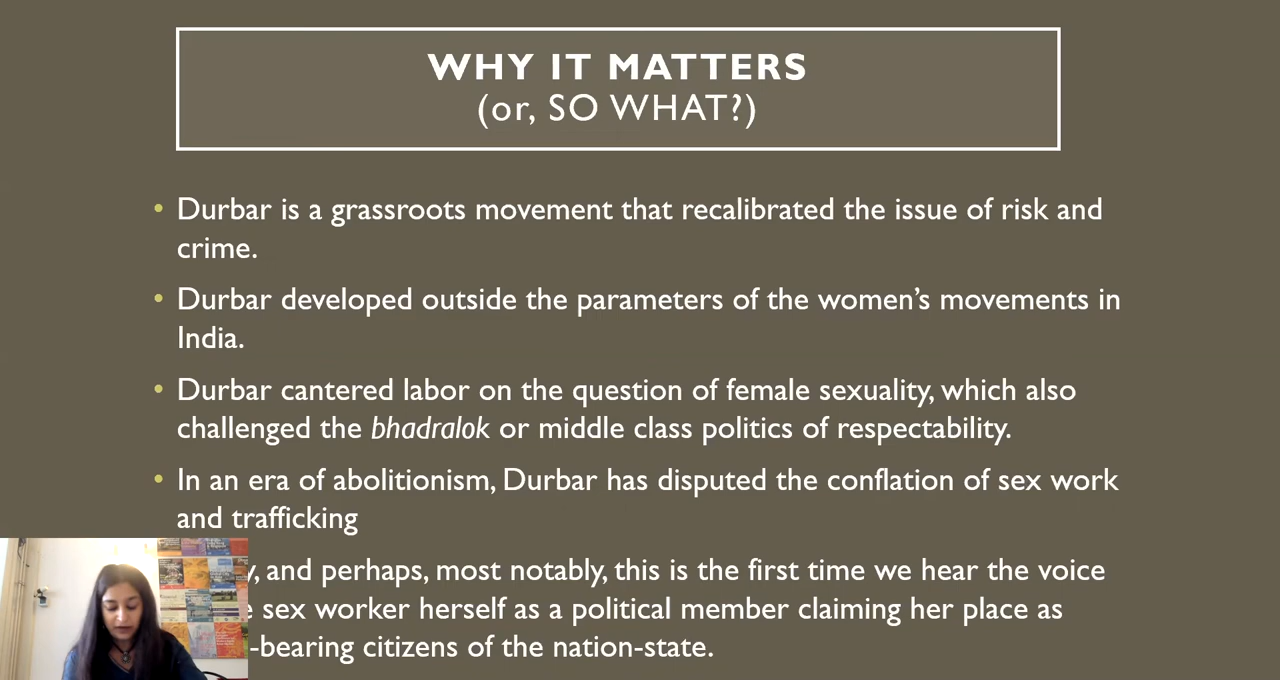 WHY IT MATTERS
(or, SO WHAT?)
• Durbar is a grassroots movement that recalibrated the issue of risk and
crime.
• Durbar developed outside the parameters of the women’s movements in
India.
• Durbar cantered labor on the question of female sexuality, which also
challenged the bhadralok or middle class politics of respectability.
• In an era of abolitionism, Durbar has disputed the conflation of sex work
and trafficking
and perhaps, most notably, this is the first time we hear the voice
sex worker herself as a political member claiming her place as
-bearing citizens of the nation-state.